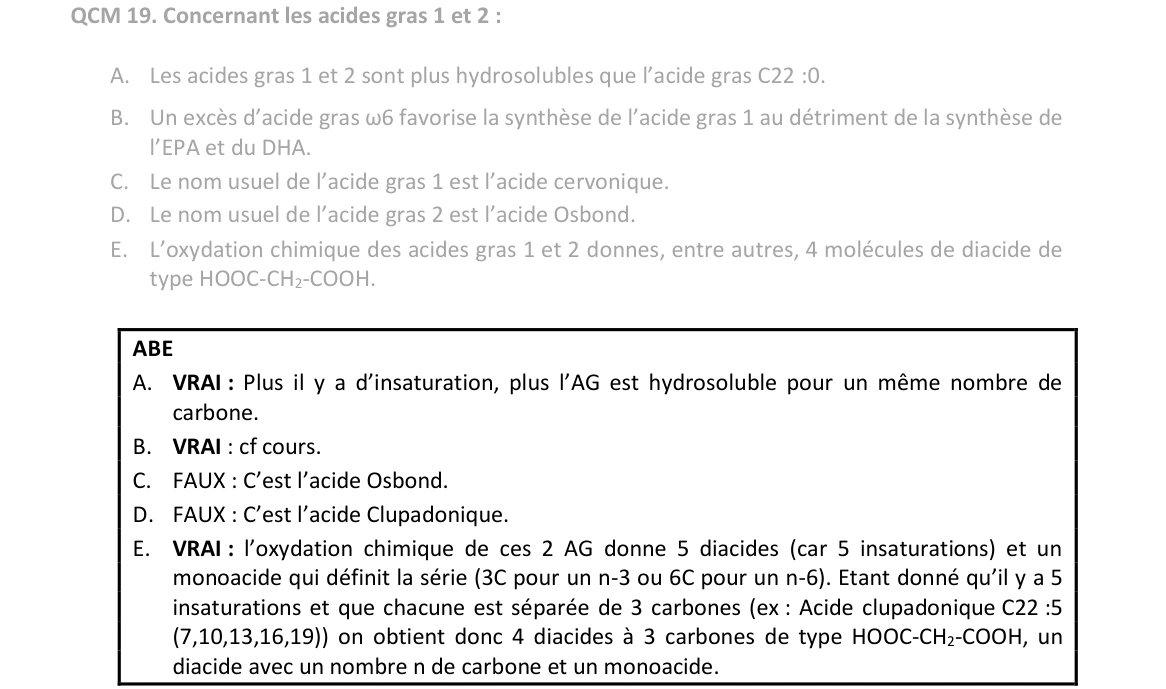 QCM 19. Concernant les acides gras 1 et 2 :
A. Les acides gras 1 et 2 sont plus hydrosolubles que l’acide gras C22 :0.
B. Un excès d’acide gras ω6 favorise la synthèse de l’acide gras 1 au détriment de la synthèse de
l’EPA et du DHA.
C. Le nom usuel de l’acide gras 1 est l’acide cervonique.
D. Le nom usuel de l’acide gras 2 est l’acide Osbond.
E. L’oxydation chimique des acides gras 1 et 2 donnes, entre autres, 4 molécules de diacide de
type HOOC-CH₂-COOH.
ABE
A. VRAI : Plus il y a d’insaturation, plus l’AG est hydrosoluble pour un même nombre de
carbone.
B. VRAI : cf cours.
C. FAUX : C’est l’acide Osbond.
D. FAUX : C’est l’acide Clupadonique.
E. VRAI : l’oxydation chimique de ces 2 AG donne 5 diacides (car 5 insaturations) et un
monoacide qui définit la série (3C pour un n-3 ou 6C pour un n-6). Etant donné qu’il y a 5
insaturations et que chacune est séparée de 3 carbones (ex : Acide clupadonique C22 :5
(7,10,13,16,19)) on obtient donc 4 diacides à 3 carbones de type HOOC-CH₂-COOH, un
diacide avec un nombre n de carbone et un monoacide.